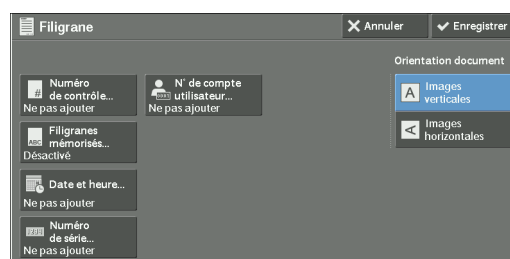 Filigrane
Annuler
Enregistrer
Orientation document
Numéro
de contrôle...
Ne pas ajouter
N° de compte
utilisateur...
Ne pas ajouter
Images
verticales
Images
horizontales
ABC
Filigranes
mémorisés...
Désactivé
Date et heure...
Ne pas ajouter
Numéro
de série...
Ne pas ajouter